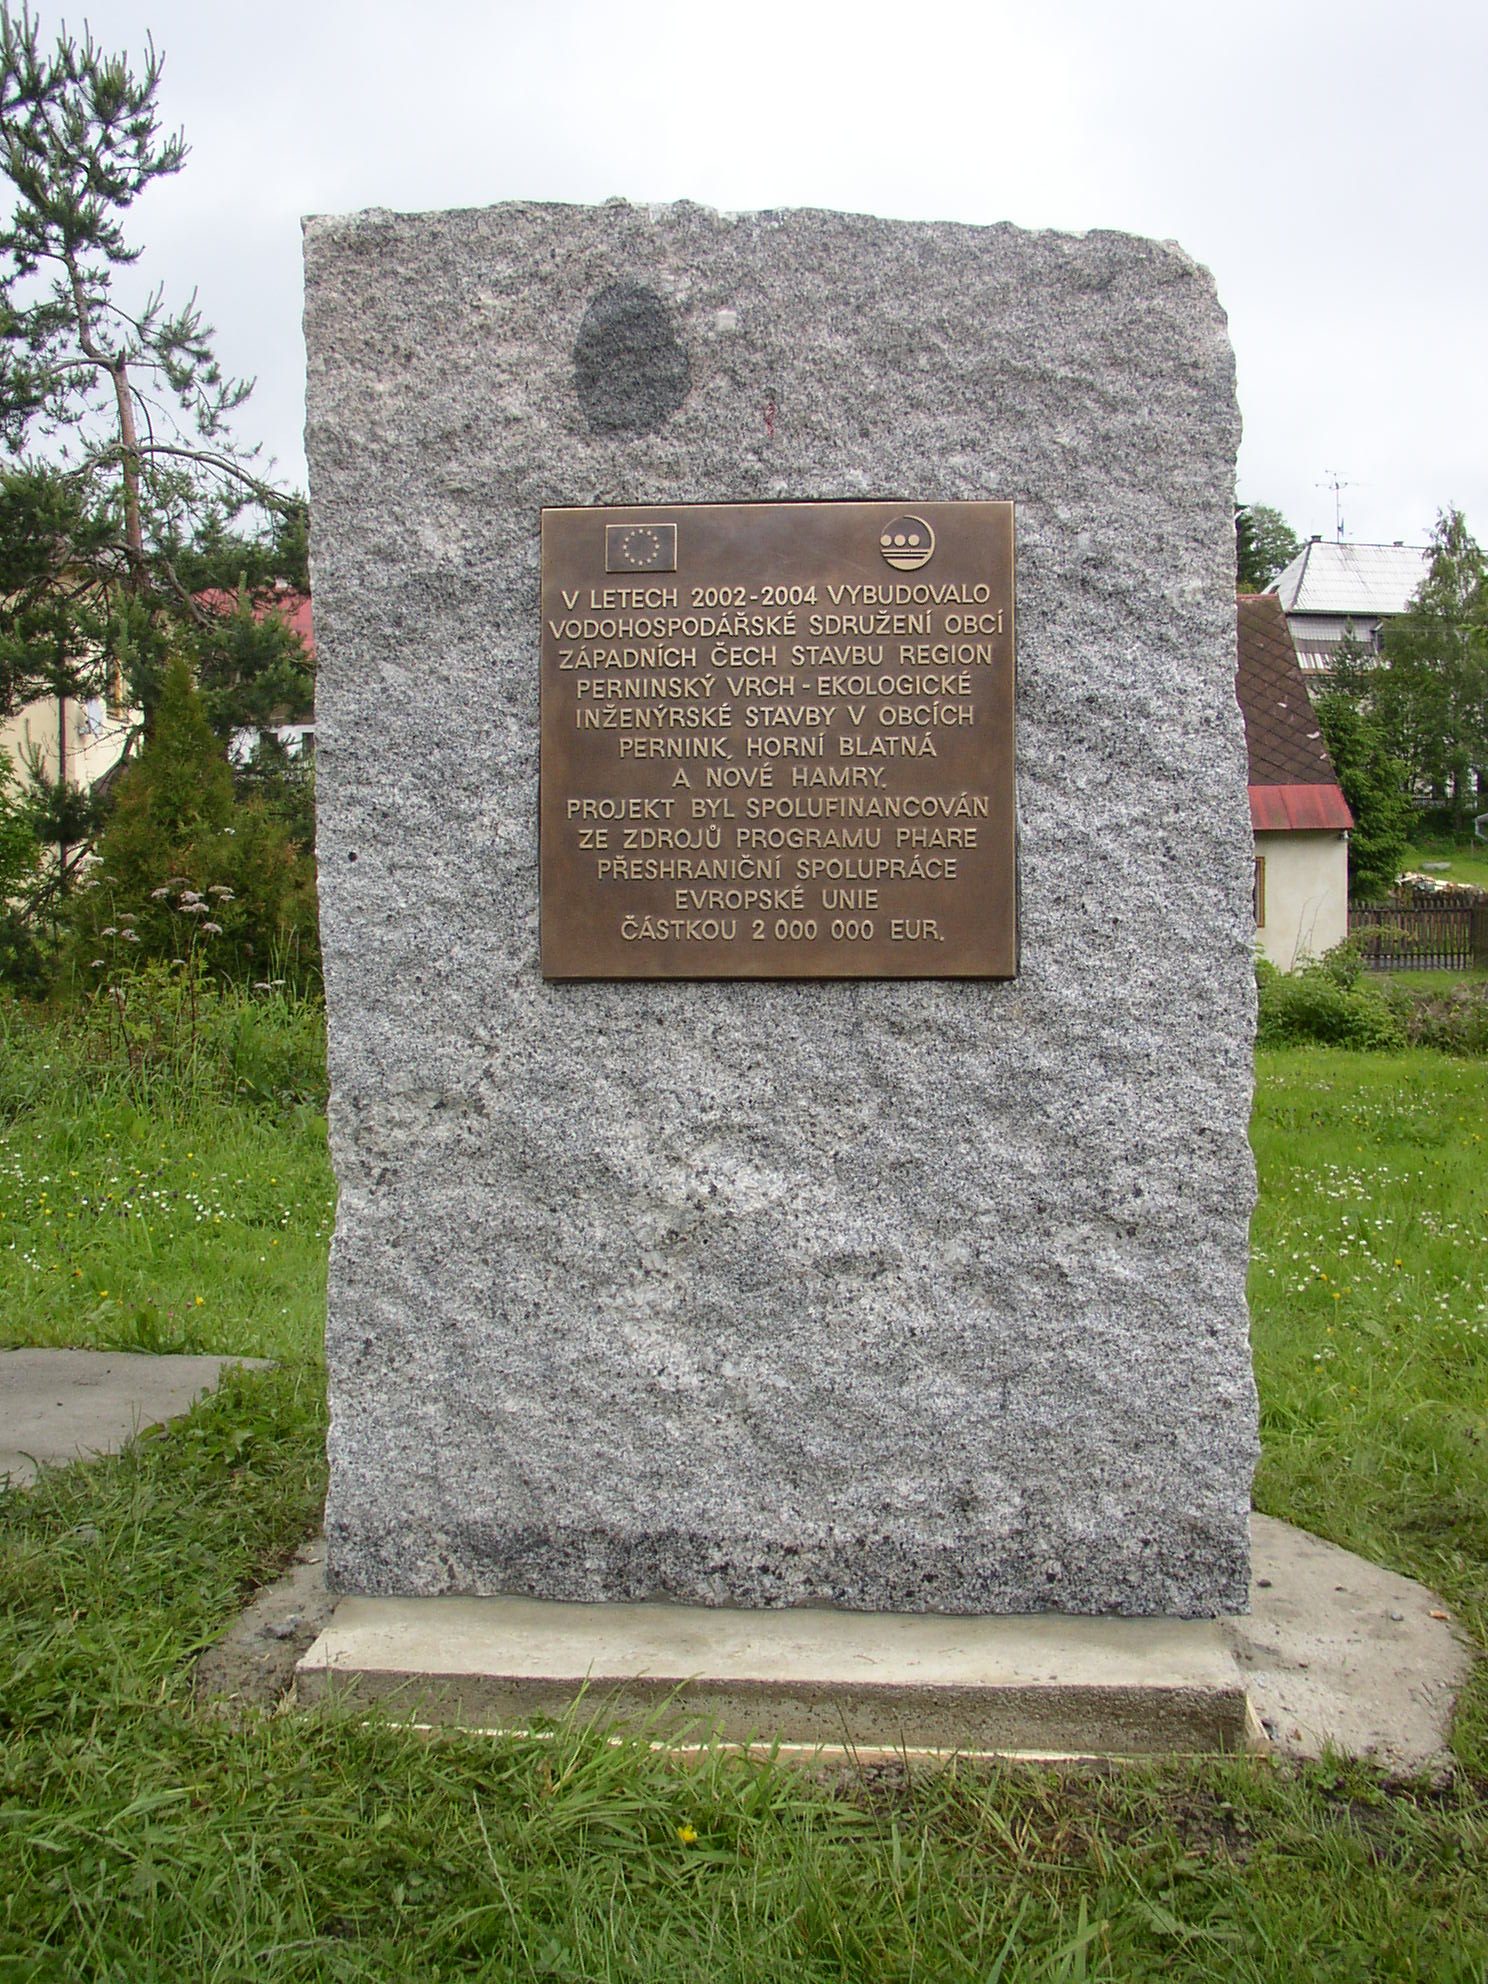 V LETECH 2002-2004 VYBUDOVALO
VODOHOSPODÁŘSKÉ SDRUŽENÍ OBCÍ
ZÁPADNÍCH ČECH STAVBU REGION
PERNINSKÝ VRCH-EKOLOGICKÉ
INŽENÝRSKÉ STAVBY V OBCÍCH
PERNINK, HORNÍ BLATNÁ
A NOVÉ HAMRY.
PROJEKT BYL SPOLUFINANCOVÁN
ZE ZDROJŮ PROGRAMU PHARE
PŘESHRANIČNÍ SPOLUPRÁCE
EVROPSKÉ UNIE
ČÁSTKOU 2 000 000 EUR.